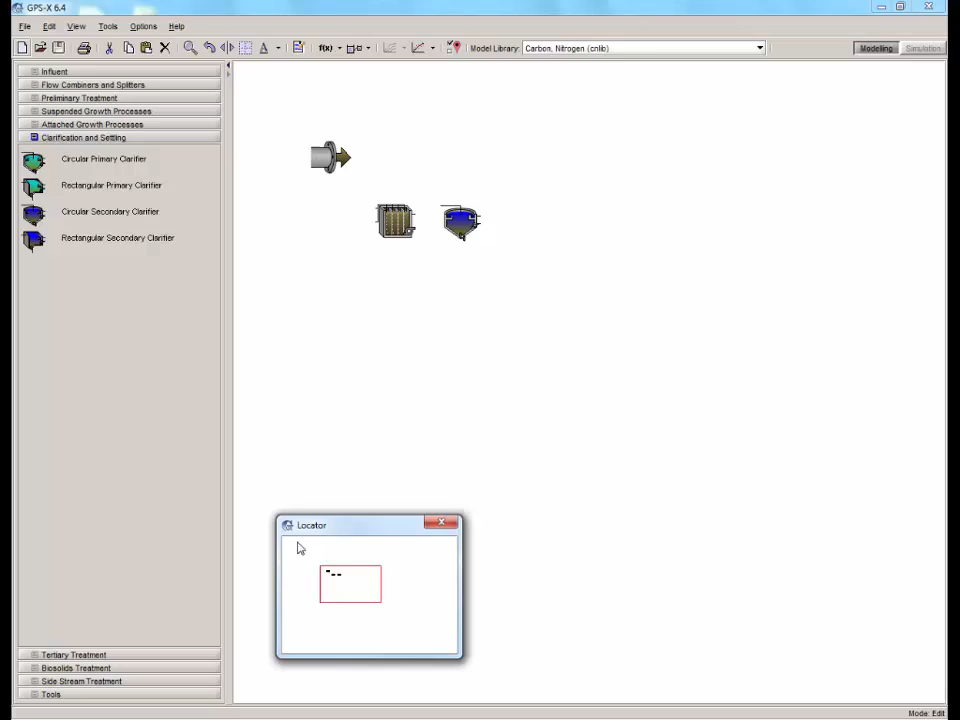 GPS-X 6.4
File Edit View Tools Options Help
f(x) A Model Library: Carbon, Nitrogen (cnlib) Modelling Simulation
Influent
Flow Combiners and Splitters
Preliminary Treatment
Suspended Growth Processes
Attached Growth Processes
Clarification and Settling
Circular Primary Clarifier
Rectangular Primary Clarifier
Circular Secondary Clarifier
Rectangular Secondary Clarifier
Locator
Tertiary Treatment
Biosolids Treatment
Side Stream Treatment
Tools
Mode: Edit